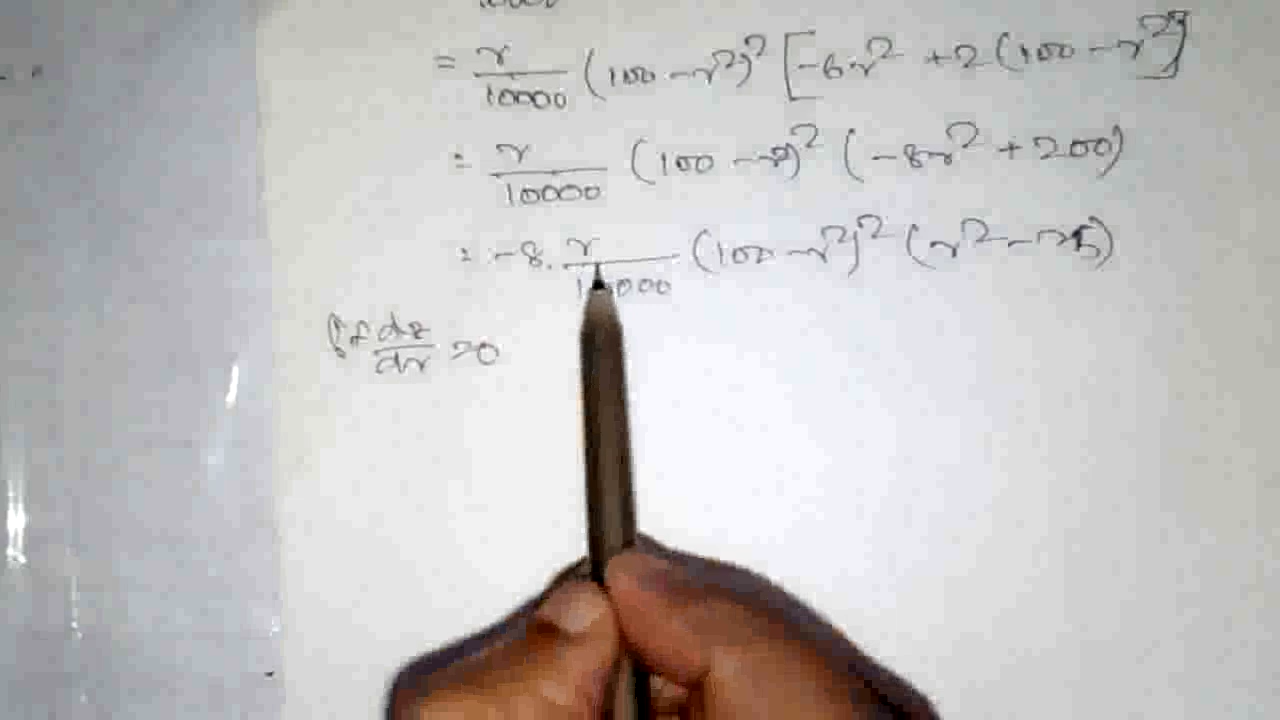 = r/10000 (100 - r²)² [-6r² + 2(100 - r²)]
= r/10000 (100 - r²)² (-8r² + 200)
= -8. r/10000 (100 - r²)² (r² - 25)
If dz/dr = 0